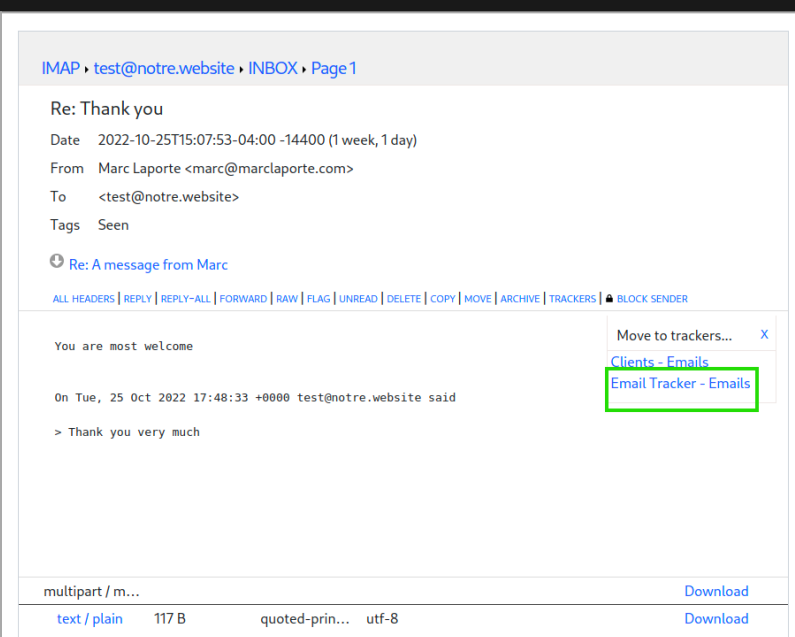 IMAP › test@notre.website › INBOX › Page 1
Re: Thank you
Date 2022-10-25T15:07:53-04:00 -14400 (1 week, 1 day)
From Marc Laporte <marc@marclaporte.com>
To <test@notre.website>
Tags Seen
Re: A message from Marc
ALL HEADERS | REPLY | REPLY-ALL | FORWARD | RAW | FLAG | UNREAD | DELETE | COPY | MOVE | ARCHIVE | TRACKERS | BLOCK SENDER
Move to trackers... X
Clients - Emails
Email Tracker - Emails
You are most welcome
On Tue, 25 Oct 2022 17:48:33 +0000 test@notre.website said
> Thank you very much
multipart / m... Download
text / plain 117 B quoted-prin... utf-8 Download